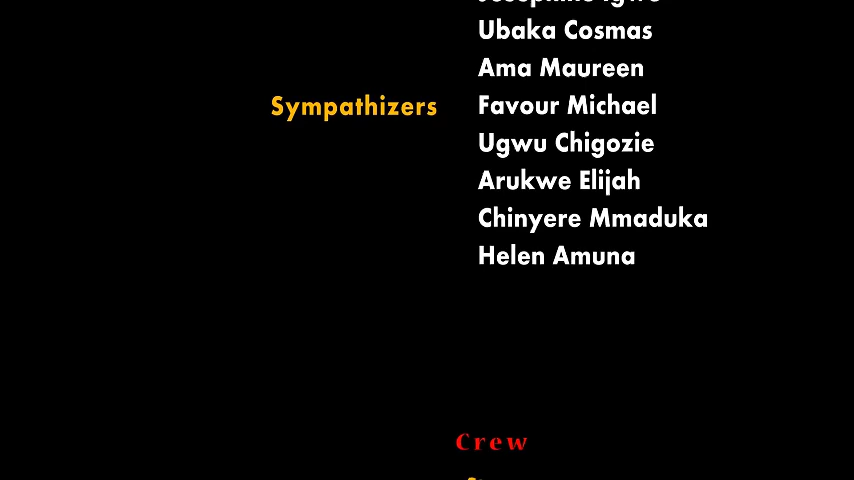 Ubaka Cosmas
Ama Maureen
Sympathizers Favour Michael
Ugwu Chigozie
Arukwe Elijah
Chinyere Mmaduka
Helen Amuna
Crew